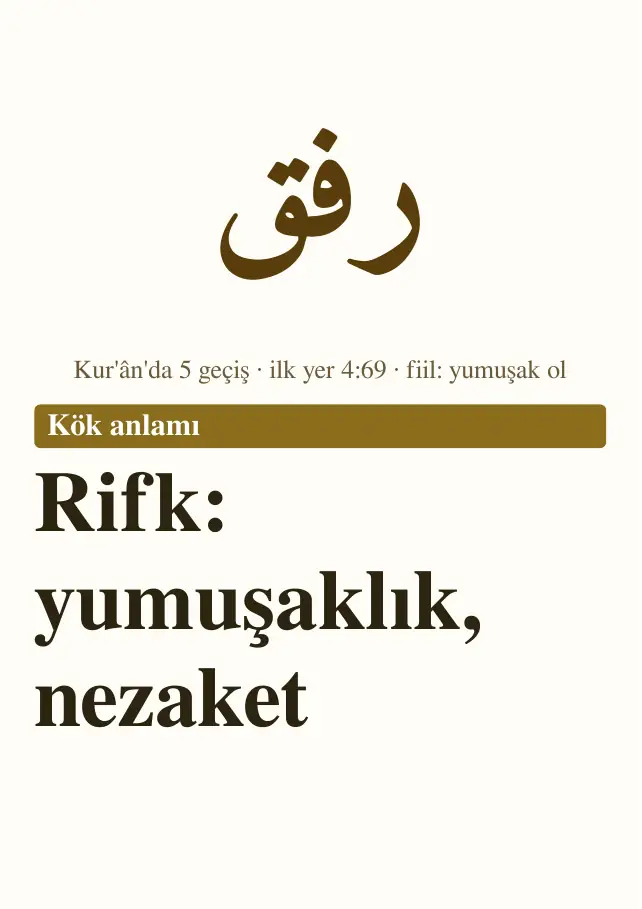 رفق
Kur'ân'da 5 geçiş · ilk yer 4:69 · fiil: yumuşak ol
Kök anlamı
Rifk:
yumuşaklık,
nezaket